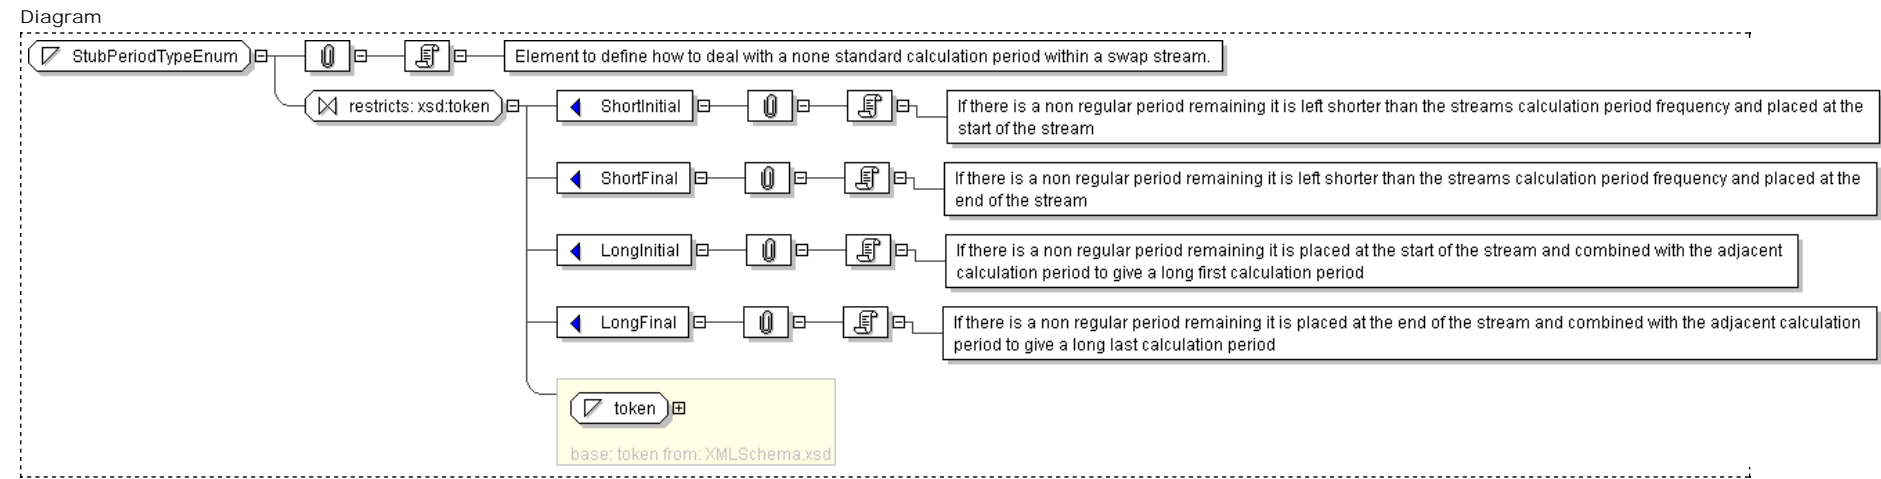 Diagram
StubPeriodTypeEnum
Element to define how to deal with a none standard calculation period within a swap stream.
restricts: xsd:token
ShortInitial
If there is a non regular period remaining it is left shorter than the streams calculation period frequency and placed at the
start of the stream
ShortFinal
If there is a non regular period remaining it is left shorter than the streams calculation period frequency and placed at the
end of the stream
LongInitial
If there is a non regular period remaining it is placed at the start of the stream and combined with the adjacent
calculation period to give a long first calculation period
LongFinal
If there is a non regular period remaining it is placed at the end of the stream and combined with the adjacent calculation
period to give a long last calculation period
token
base: token from: XMLSchema.xsd